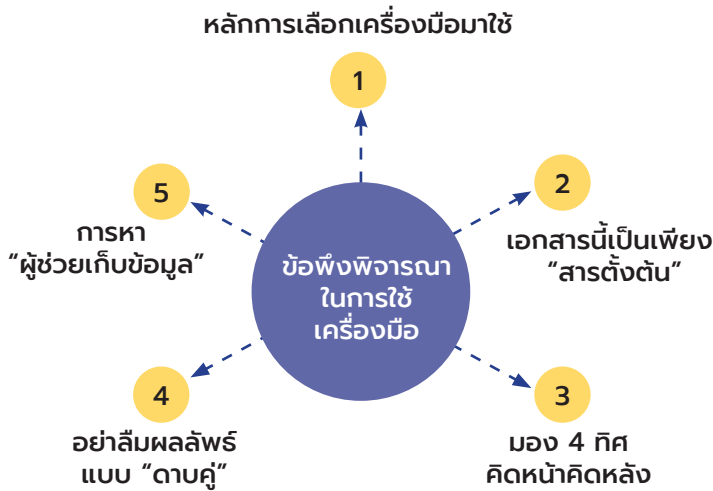 หลักการเลือกเครื่องมือมาใช้
1
2
เอกสารนี้เป็นเพียง
“สารตั้งต้น”
3
มอง 4 ทิศ
คิดหน้าคิดหลัง
4
อย่าลืมผลลัพธ์
แบบ “ดาบคู่”
5
การหา
“ผู้ช่วยเก็บข้อมูล”
ข้อพึงพิจารณา
ในการใช้
เครื่องมือ